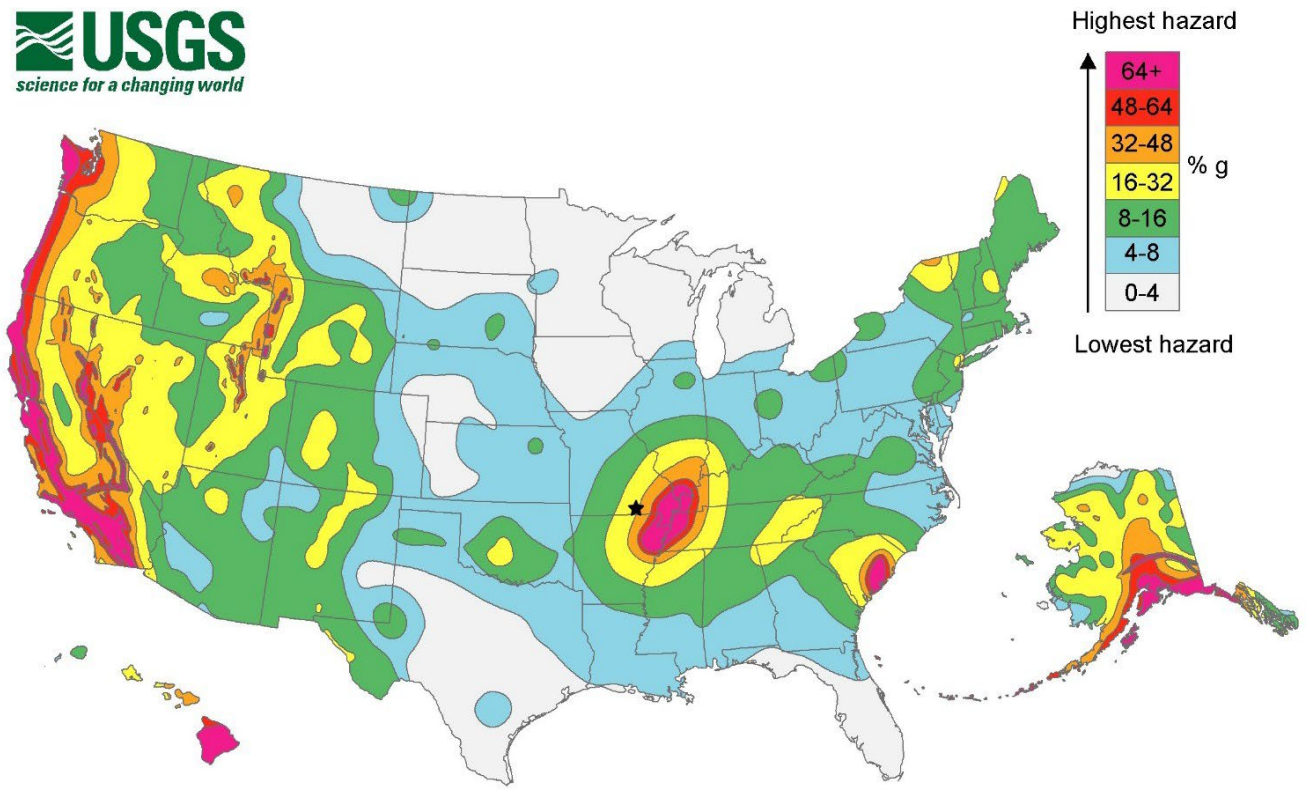 USGS
science for a changing world
Highest hazard
64+
48-64
32-48
16-32
8-16
4-8
0-4
% g
Lowest hazard